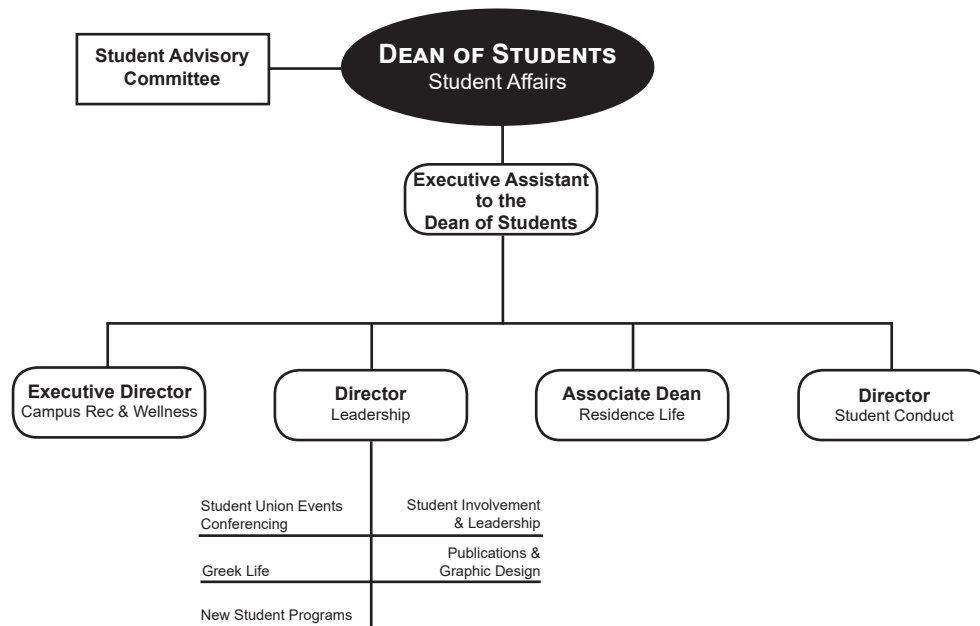 Student Advisory
Committee
DEAN OF STUDENTS
Student Affairs
Executive Assistant
to the
Dean of Students
Executive Director
Campus Rec & Wellness
Director
Leadership
Associate Dean
Residence Life
Director
Student Conduct
Student Union Events
Conferencing
Student Involvement
& Leadership
Greek Life
Publications &
Graphic Design
New Student Programs